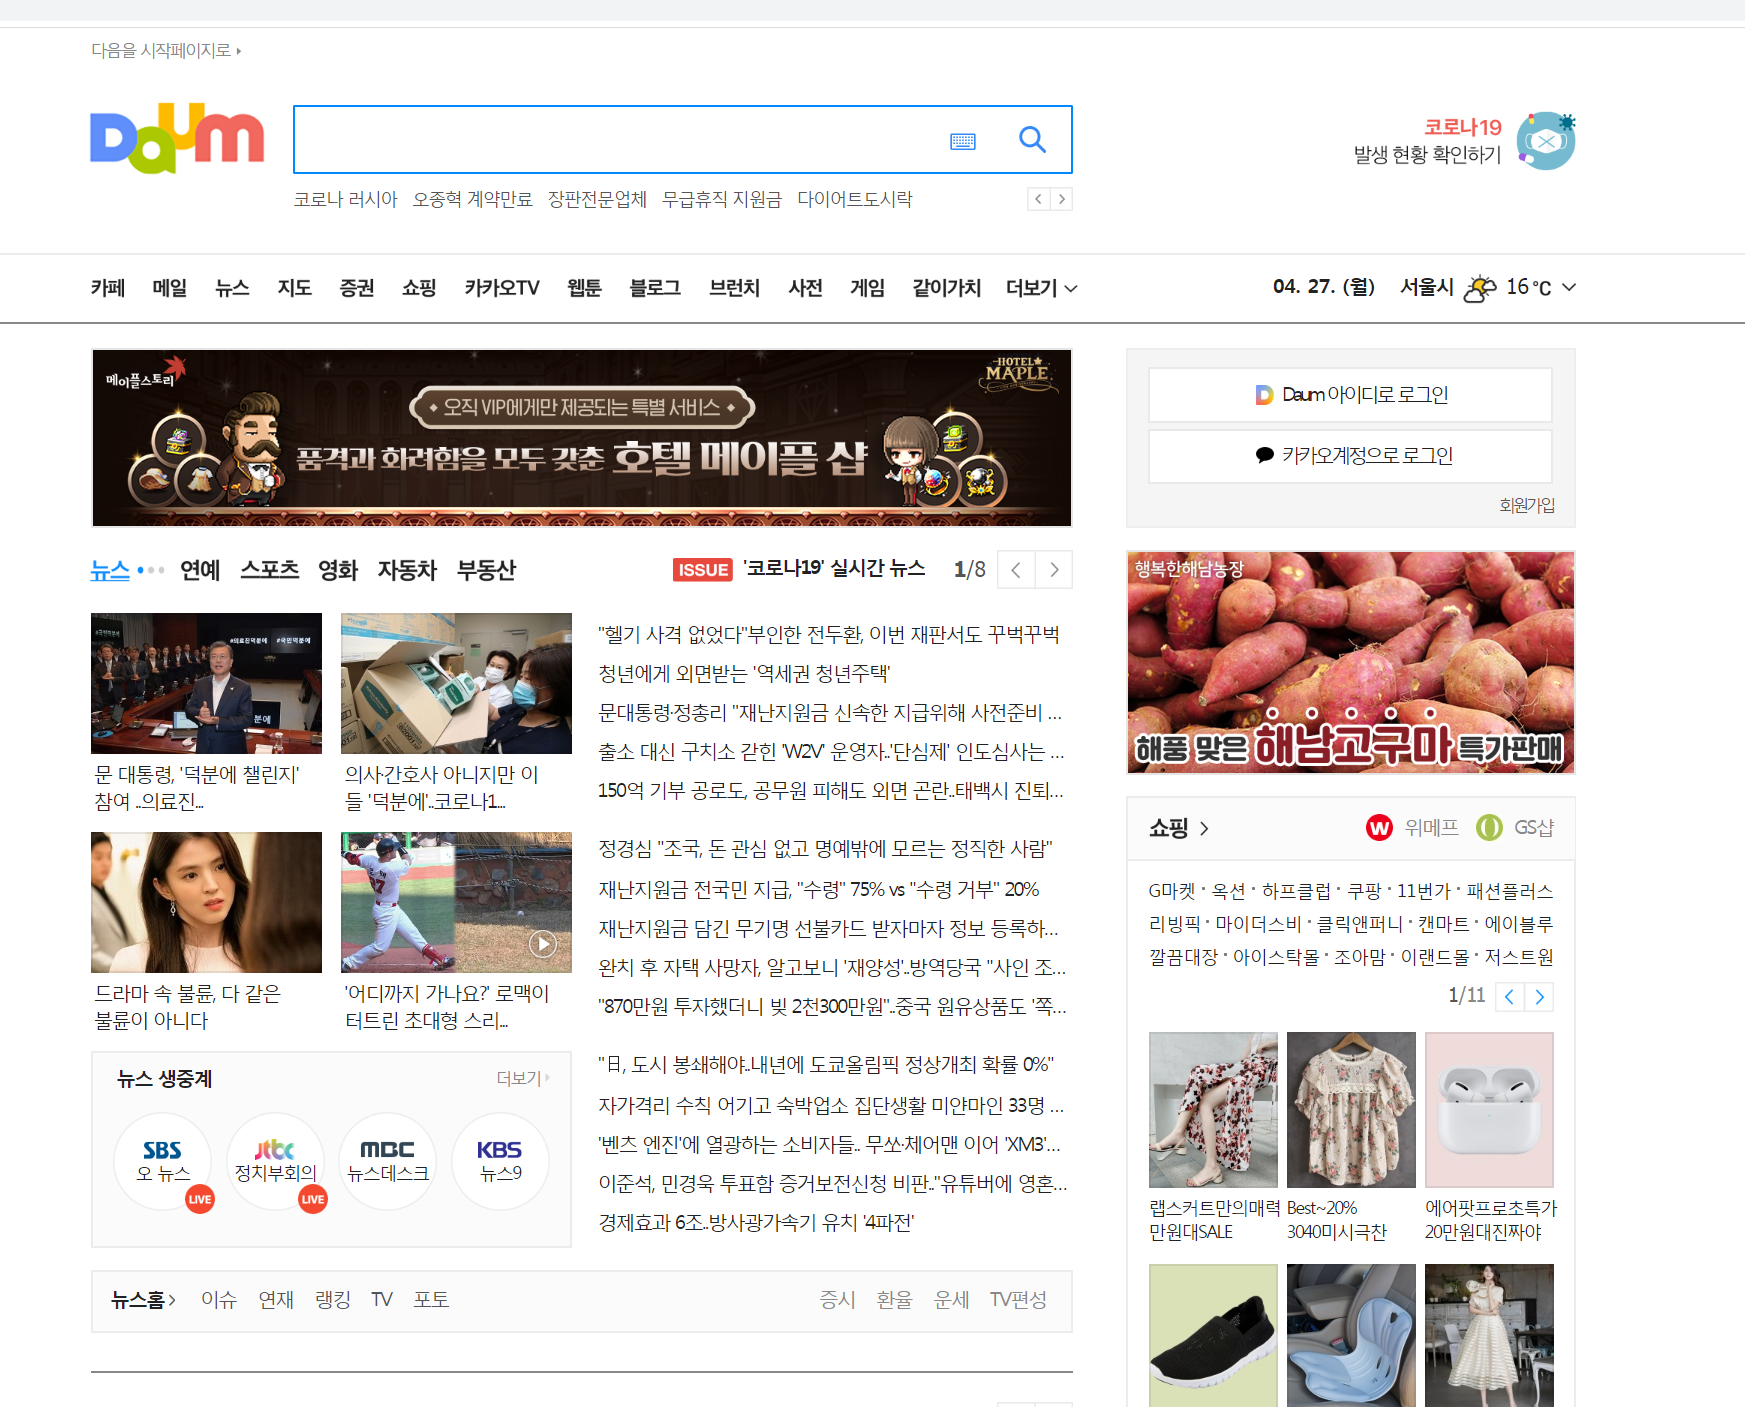 다음을 시작페이지로
Daum
코로나19
발생 현황 확인하기
코로나 러시아 오종혁 계약만료 장판전문업체 무급휴직 지원금 다이어트도시락
카페 메일 뉴스 지도 증권 쇼핑 카카오TV 웹툰 블로그 브런치 사전 게임 같이가치 더보기
04. 27. (월) 서울시 16℃
메이플스토리
HOTEL
MAPLE
오직 VIP에게만 제공되는 특별 서비스
품격과 화려함을 모두 갖춘 호텔 메이플 샵
Daum 아이디로 로그인
카카오계정으로 로그인
회원가입
뉴스 연예 스포츠 영화 자동차 부동산
ISSUE '코로나19' 실시간 뉴스 1/8
#국민덕분에
#의료진덕분에 #국민덕분에
분에
문 대통령, '덕분에 챌린지'
참여 ..의료진...
의사·간호사 아니지만 이
들 '덕분에'..코로나1...
드라마 속 불륜, 다 같은
불륜이 아니다
'어디까지 가나요?' 로맥이
터트린 초대형 스리...
"헬기 사격 없었다"부인한 전두환, 이번 재판서도 꾸벅꾸벅
청년에게 외면받는 '역세권 청년주택'
문대통령·정총리 "재난지원금 신속한 지급위해 사전준비 ...
출소 대신 구치소 갇힌 'W2V' 운영자..'단심제' 인도심사는 ...
150억 기부 공로도, 공무원 피해도 외면 곤란..태백시 진퇴...
정경심 "조국, 돈 관심 없고 명예밖에 모르는 정직한 사람"
재난지원금 전국민 지급, "수령" 75% vs "수령 거부" 20%
재난지원금 담긴 무기명 선불카드 받자마자 정보 등록하...
완치 후 자택 사망자, 알고보니 '재양성'..방역당국 "사인 조...
"870만원 투자했더니 빚 2천300만원"..중국 원유상품도 '쪽...
"日, 도시 봉쇄해야..내년에 도쿄올림픽 정상개최 확률 0%"
자가격리 수칙 어기고 숙박업소 집단생활 미얀마인 33명 ...
'벤츠 엔진'에 열광하는 소비자들.. 무쏘·체어맨 이어 'XM3'...
이준석, 민경욱 투표함 증거보전신청 비판.."유튜버에 영혼...
경제효과 6조..방사광가속기 유치 '4파전'
뉴스 생중계 더보기
SBS
오 뉴스
LIVE
jtbc
정치부회의
LIVE
MBC
뉴스데스크
KBS
뉴스9
뉴스홈 이슈 연재 랭킹 TV 포토 증시 환율 운세 TV편성
행복한해남농장
해풍 맞은 해남고구마 특가판매
쇼핑 W 위메프 GS샵
G마켓 · 옥션 · 하프클럽 · 쿠팡 · 11번가 · 패션플러스
리빙픽 · 마이더스비 · 클릭앤퍼니 · 캔마트 · 에이블루
깔끔대장 · 아이스탁몰 · 조아맘 · 이랜드몰 · 저스트원
1/11
랩스커트만의매력
만원대SALE
Best~20%
3040미시극찬
에어팟프로초특가
20만원대진짜야